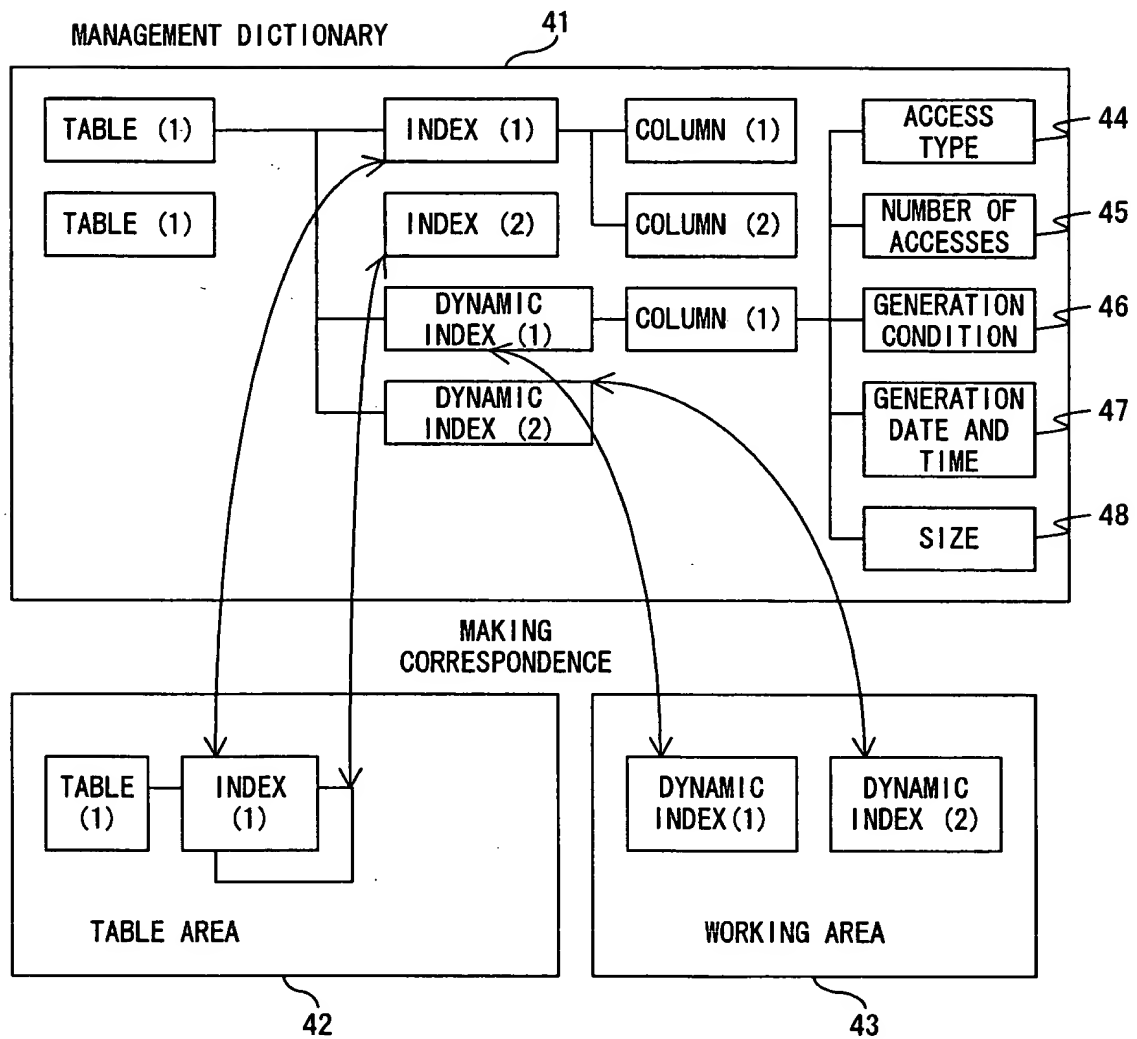 41
MANAGEMENT DICTIONARY
TABLE (1)
INDEX (1)
COLUMN (1)
ACCESS
TYPE
44
TABLE (1)
INDEX (2)
COLUMN (2)
NUMBER OF
ACCESSES
45
DYNAMIC
INDEX (1)
COLUMN (1)
GENERATION
CONDITION
46
DYNAMIC
INDEX (2)
GENERATION
DATE AND
TIME
47
SIZE
48
MAKING
CORRESPONDENCE
TABLE
(1)
INDEX
(1)
DYNAMIC
INDEX(1)
DYNAMIC
INDEX (2)
TABLE AREA
WORKING AREA
42
43